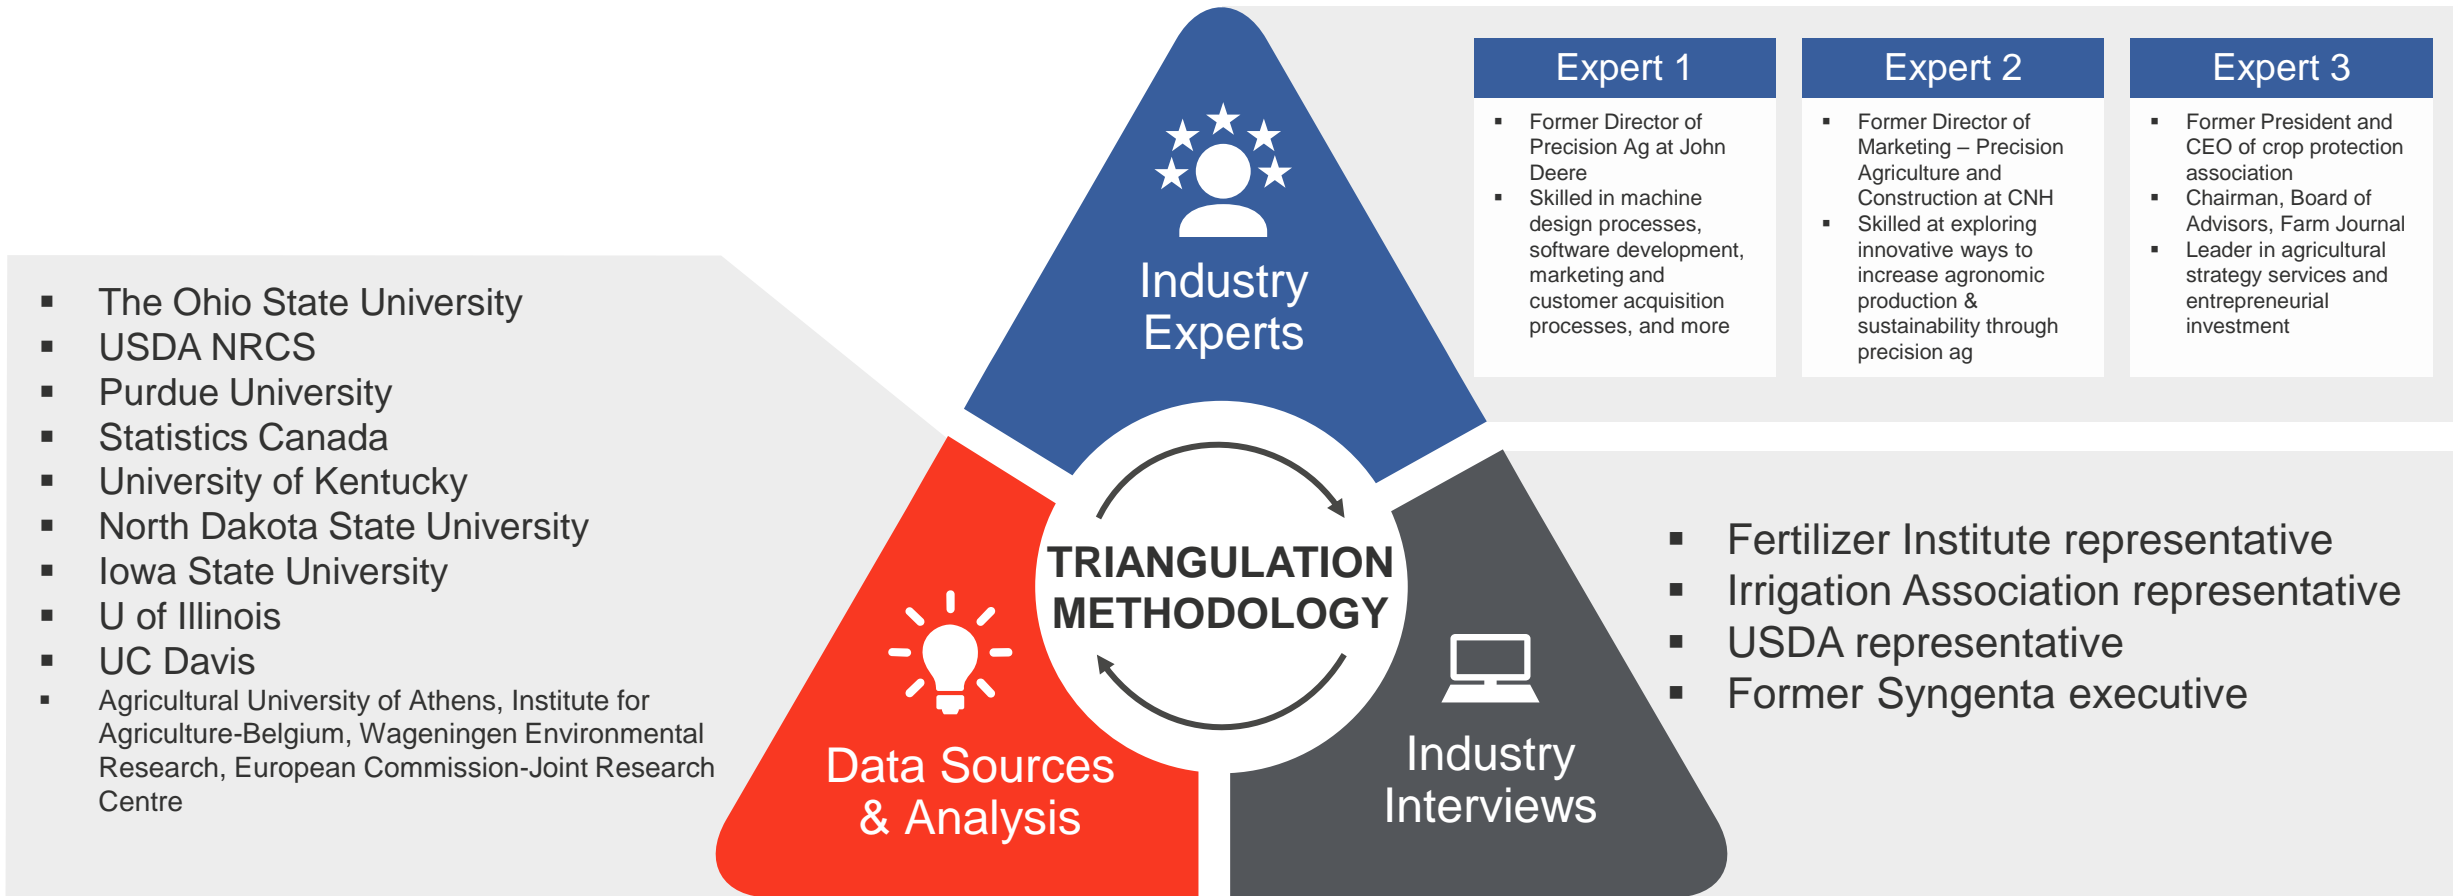 Industry
Experts
Expert 1
▪ Former Director of
Precision Ag at John
Deere
▪ Skilled in machine
design processes,
software development,
marketing and
customer acquisition
processes, and more
Expert 2
▪ Former Director of
Marketing – Precision
Agriculture and
Construction at CNH
▪ Skilled at exploring
innovative ways to
increase agronomic
production &
sustainability through
precision ag
Expert 3
▪ Former President and
CEO of crop protection
association
▪ Chairman, Board of
Advisors, Farm Journal
▪ Leader in agricultural
strategy services and
entrepreneurial
investment
▪ The Ohio State University
▪ USDA NRCS
▪ Purdue University
▪ Statistics Canada
▪ University of Kentucky
▪ North Dakota State University
▪ Iowa State University
▪ U of Illinois
▪ UC Davis
▪ Agricultural University of Athens, Institute for
Agriculture-Belgium, Wageningen Environmental
Research, European Commission-Joint Research
Centre
TRIANGULATION
METHODOLOGY
Data Sources
& Analysis
Industry
Interviews
▪ Fertilizer Institute representative
▪ Irrigation Association representative
▪ USDA representative
▪ Former Syngenta executive